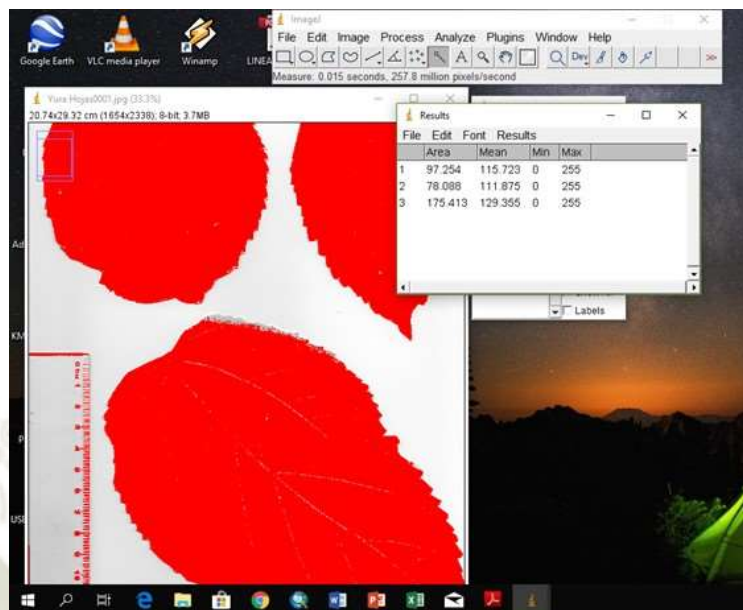 Google Earth
VLC media player
Winamp
ImageJ
File Edit Image Process Analyze Plugins Window Help
A Dev >>
Measure: 0.015 seconds, 257.8 million pixels/second
Yiura Hojas0001.jpg (33.3%)
20.74x29.32 cm (1654x2338); 8-bit; 3.7MB
Results
File Edit Font Results
Area Mean Min Max
1 97.254 115.723 0 255
2 78.088 111.875 0 255
3 175.413 129.355 0 255
Labels